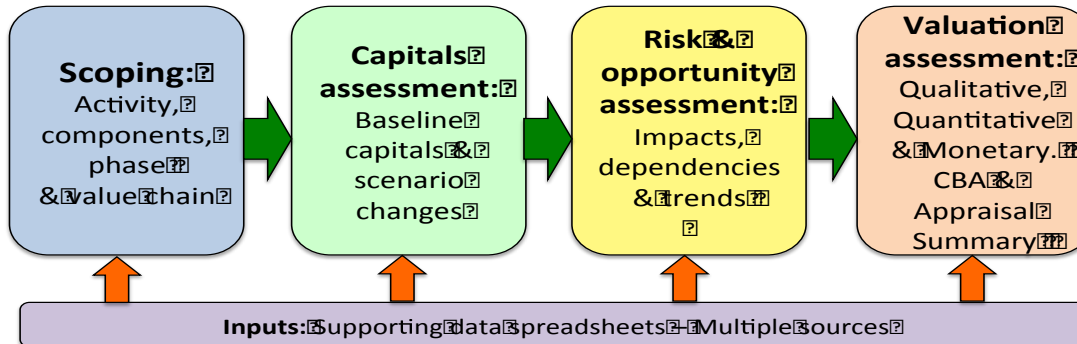 Scoping:
Activity,
components,
phase
& value chain
Capitals
assessment:
Baseline
capitals &
scenario
changes
Risk &
opportunity
assessment:
Impacts,
dependencies
& trends
Valuation
assessment:
Qualitative,
Quantitative
& Monetary.
CBA &
Appraisal
Summary
Inputs: Supporting data spreadsheets – Multiple sources